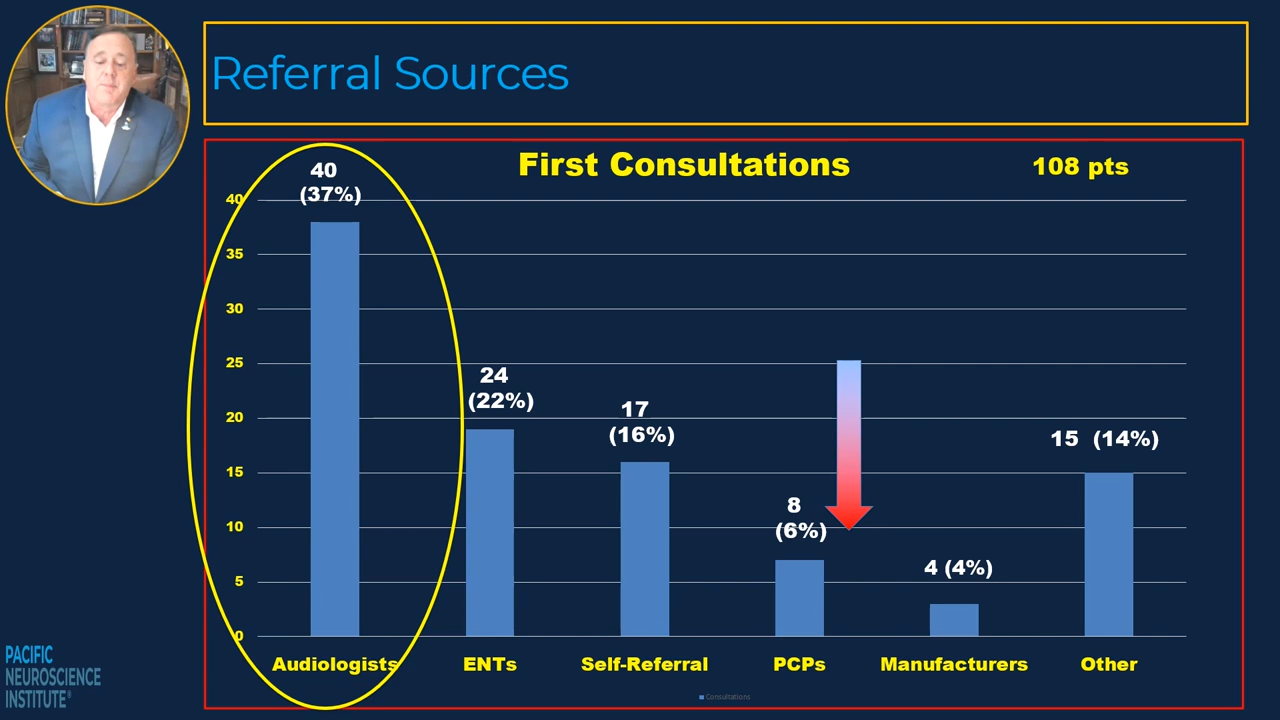 Referral Sources
First Consultations
108 pts
40
(37%)
24
(22%)
17
(16%)
8
(6%)
4 (4%)
15 (14%)
40
35
30
25
20
15
10
5
0
Audiologists
ENTs
Self-Referral
PCPs
Manufacturers
Other
Consultations
PACIFIC
NEUROSCIENCE
INSTITUTE®